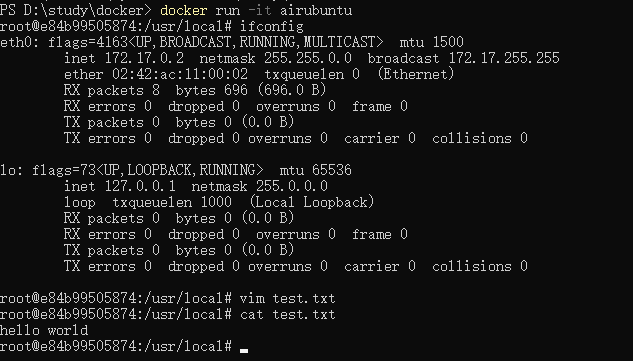 PS D:\study\docker> docker run -it airubuntu
root@e84b99505874:/usr/local# ifconfig
eth0: flags=4163<UP,BROADCAST,RUNNING,MULTICAST>  mtu 1500
        inet 172.17.0.2  netmask 255.255.0.0  broadcast 172.17.255.255
        ether 02:42:ac:11:00:02  txqueuelen 0  (Ethernet)
        RX packets 8  bytes 696 (696.0 B)
        RX errors 0  dropped 0  overruns 0  frame 0
        TX packets 0  bytes 0 (0.0 B)
        TX errors 0  dropped 0 overruns 0  carrier 0  collisions 0

lo: flags=73<UP,LOOPBACK,RUNNING>  mtu 65536
        inet 127.0.0.1  netmask 255.0.0.0
        loop  txqueuelen 1000  (Local Loopback)
        RX packets 0  bytes 0 (0.0 B)
        RX errors 0  dropped 0  overruns 0  frame 0
        TX packets 0  bytes 0 (0.0 B)
        TX errors 0  dropped 0 overruns 0  carrier 0  collisions 0

root@e84b99505874:/usr/local# vim test.txt
root@e84b99505874:/usr/local# cat test.txt
hello world
root@e84b99505874:/usr/local#